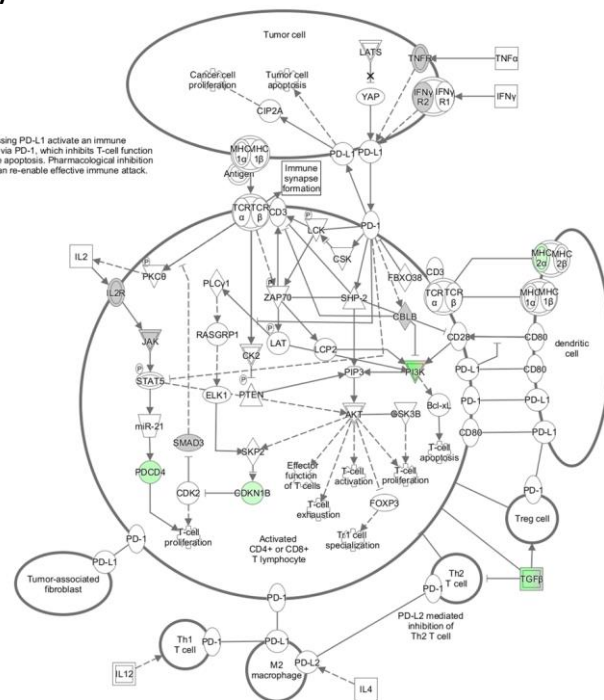 Tumor cell
LATS
TNFR
TNFα
Cancer cell
proliferation
Tumor cell
apoptosis
YAP
IFNγ
R2
IFNγ
R1
IFNγ
CIP2A
ssing PD-L1 activate an immune
via PD-1, which inhibits T-cell function
e apoptosis. Pharmacological inhibition
an re-enable effective immune attack.
MHC
1α
MHC
1β
PD-L1
PD-L1
Antigen
Immune
synapse
formation
TCR
α
TCR
β
CD3
P
LCK
PD-1
IL2
P
PKCθ
CSK
FBXO38
CD3
MHC
2α
MHC
2β
IL2R
PLCγ1
P
ZAP70
SHP-2
CBLB
TCR
α
TCR
β
MHC
1α
MHC
1β
JAK
RASGRP1
P
LAT
CD28
CD80
dendritic
cell
CK2
LCP2
PI3K
PD-L1
CD80
P
STAT5
P
PTEN
PIP3
ELK1
AKT
GSK3B
Bcl-xL
PD-1
PD-L1
miR-21
SMAD3
SKP2
CD80
PD-L1
T-cell
apoptosis
PDCD4
CDK2
CDKN1B
Effector
function
of T cells
T-cell
activation
T-cell
proliferation
T-cell
exhaustion
FOXP3
PD-1
Treg cell
T-cell
proliferation
Activated
CD4+ or CD8+
T lymphocyte
Tr1 cell
specialization
PD-1
PD-L1
Tumor-associated
fibroblast
Th2
T cell
PD-1
TGFβ
PD-1
PD-L2 mediated
inhibition of
Th2 T cell
Th1
T cell
PD-1
PD-L1
PD-L2
M2
macrophage
IL12
IL4